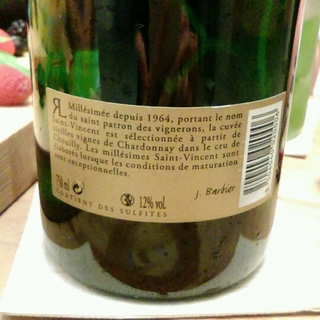 RL Millésimée depuis 1964, portant le nom
du saint patron des vignerons, la cuvée
Saint-Vincent est sélectionnée à partir de
vieilles vignes de Chardonnay dans le cru de
Chouilly. Les millésimes Saint-Vincent sont
élaborés lorsque les conditions de maturation
sont exceptionnelles.
750 ml 12% vol.
CONTIENT DES SULFITES
J. Barbier